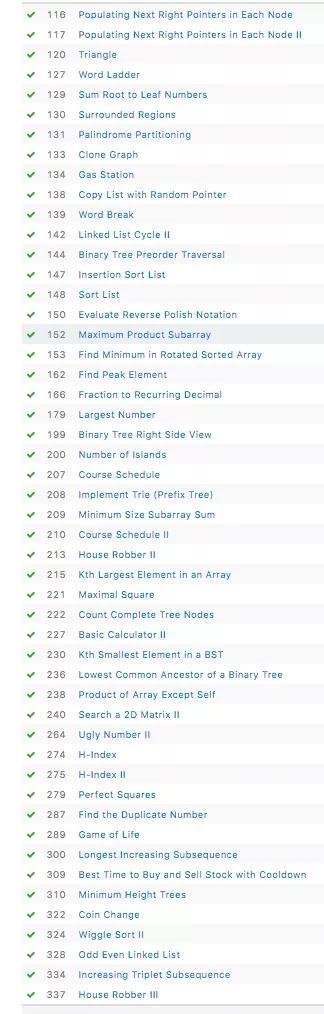 116 Populating Next Right Pointers in Each Node
117 Populating Next Right Pointers in Each Node II
120 Triangle
127 Word Ladder
129 Sum Root to Leaf Numbers
130 Surrounded Regions
131 Palindrome Partitioning
133 Clone Graph
134 Gas Station
138 Copy List with Random Pointer
139 Word Break
142 Linked List Cycle II
144 Binary Tree Preorder Traversal
147 Insertion Sort List
148 Sort List
150 Evaluate Reverse Polish Notation
152 Maximum Product Subarray
153 Find Minimum in Rotated Sorted Array
162 Find Peak Element
166 Fraction to Recurring Decimal
179 Largest Number
199 Binary Tree Right Side View
200 Number of Islands
207 Course Schedule
208 Implement Trie (Prefix Tree)
209 Minimum Size Subarray Sum
210 Course Schedule II
213 House Robber II
215 Kth Largest Element in an Array
221 Maximal Square
222 Count Complete Tree Nodes
227 Basic Calculator II
230 Kth Smallest Element in a BST
236 Lowest Common Ancestor of a Binary Tree
238 Product of Array Except Self
240 Search a 2D Matrix II
264 Ugly Number II
274 H-Index
275 H-Index II
279 Perfect Squares
287 Find the Duplicate Number
289 Game of Life
300 Longest Increasing Subsequence
309 Best Time to Buy and Sell Stock with Cooldown
310 Minimum Height Trees
322 Coin Change
324 Wiggle Sort II
328 Odd Even Linked List
334 Increasing Triplet Subsequence
337 House Robber III